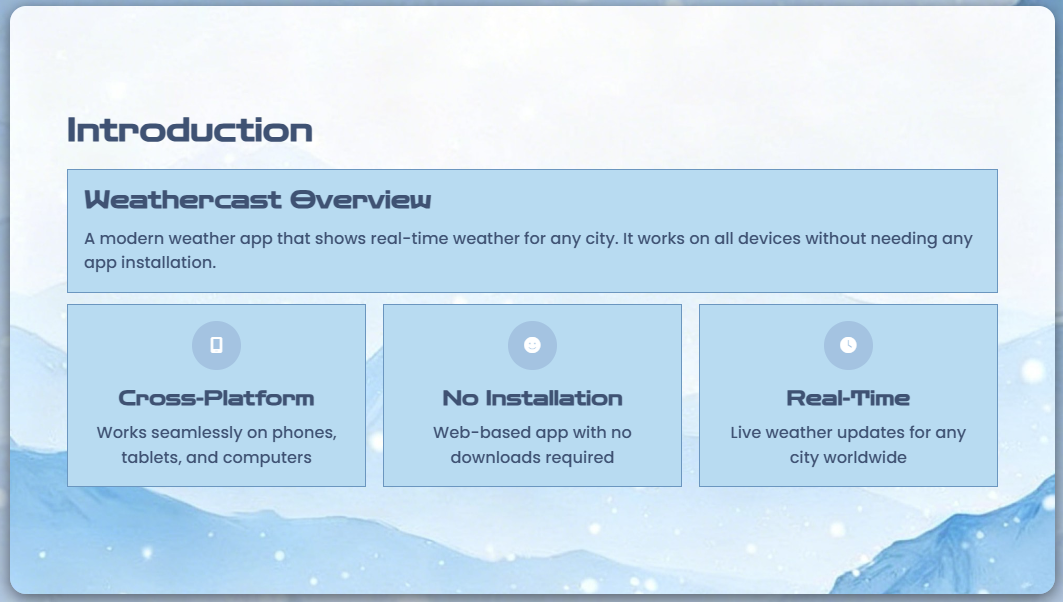 Introduction
Weathercast Overview
A modern weather app that shows real-time weather for any city. It works on all devices without needing any
app installation.
Cross-Platform
Works seamlessly on phones,
tablets, and computers
No Installation
Web-based app with no
downloads required
Real-Time
Live weather updates for any
city worldwide